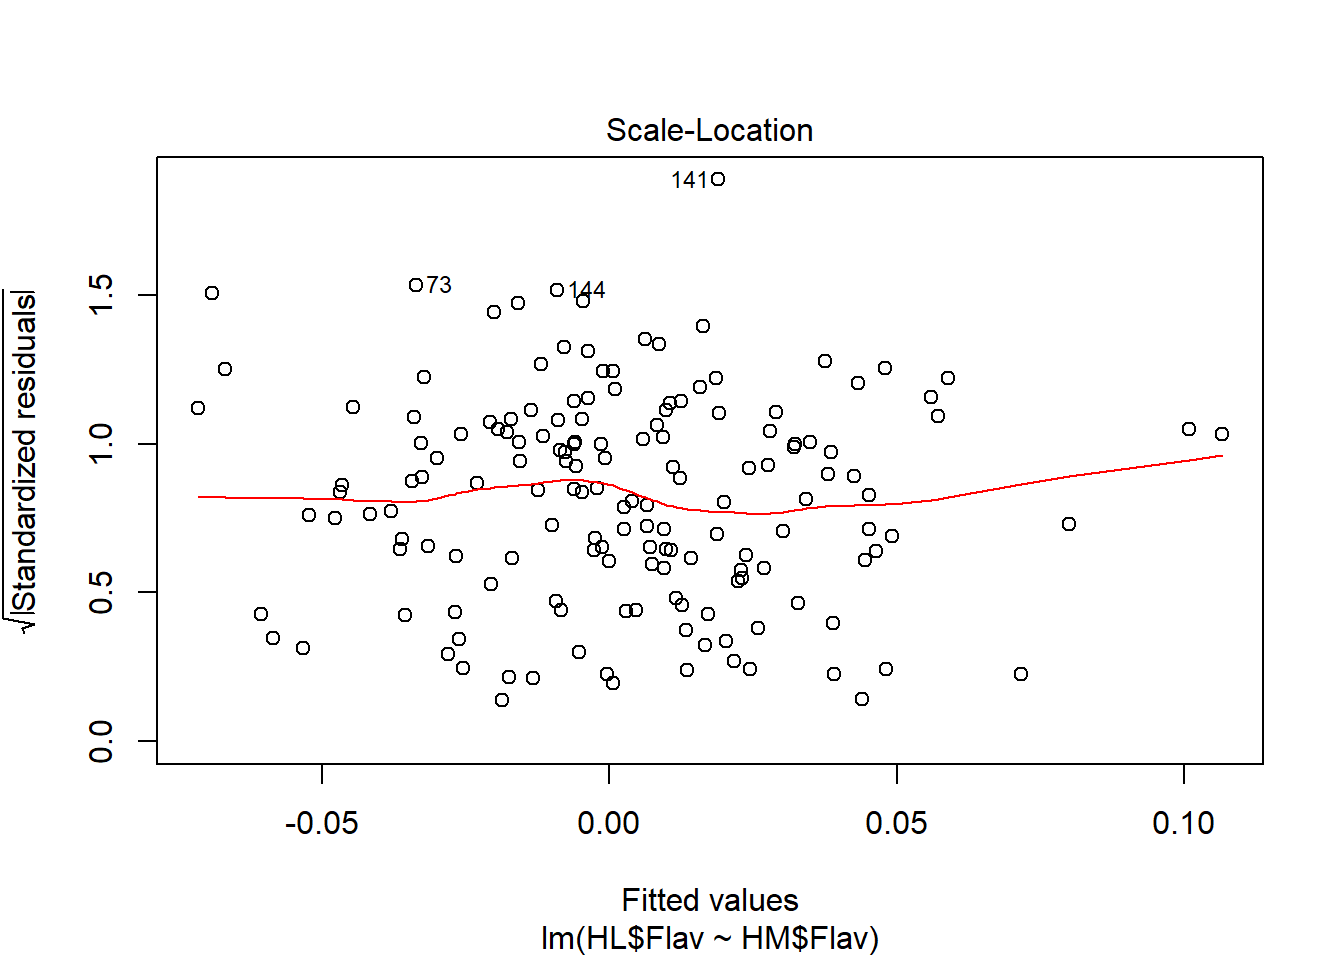 Scale-Location
141
73
144
1.5
1.0
0.5
0.0
√|Standardized residuals|
-0.05 0.00 0.05 0.10
Fitted values
lm(HL$Flav ~ HM$Flav)